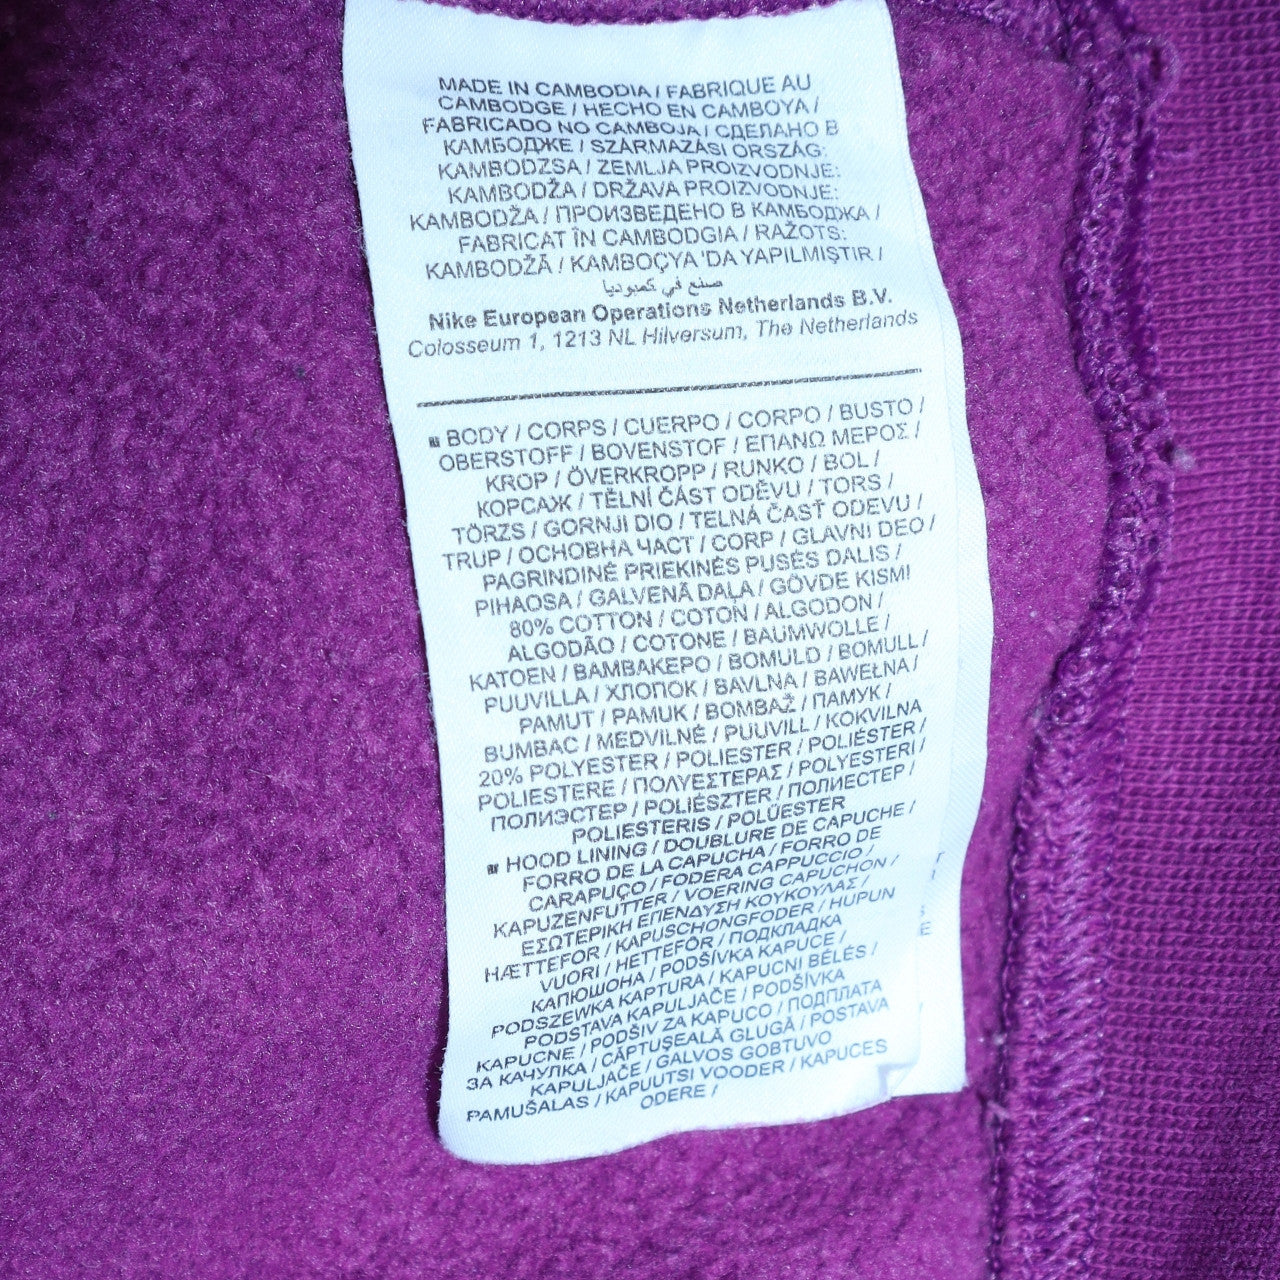 MADE IN CAMBODIA / FABRIQUE AU
CAMBODGE / HECHO EN CAMBOYA /
FABRICADO NO CAMBOJA / СДЕЛАНО В
КАМБОДЖЕ / SZÁRMAZÁSI ORSZÁG:
KAMBODZSA / ZEMLJA PROIZVODNJE:
KAMBODŽA / DRŽAVA PROIZVODNJE:
KAMBODŽA / ПРОИЗВЕДЕНО В КАМБОДЖА /
FABRICAT ÎN CAMBODGIA / RAŽOTS:
KAMBODŽĀ / KAMBOÇYA 'DA YAPILMIŞTIR /
صنع في كمبوديا
Nike European Operations Netherlands B.V.
Colosseum 1, 1213 NL Hilversum, The Netherlands
BODY / CORPS / CUERPO / CORPO / BUSTO /
OBERSTOFF / BOVENSTOF / ΕΠΑΝΩ ΜΕΡΟΣ /
KROP / ÖVERKROPP / RUNKO / BOL /
КОРСАЖ / TĚLNÍ ČÁST ODĚVU / TORS /
TÖRZS / GORNJI DIO / TELNÁ ČASŤ ODEVU /
TRUP / ОСНОВНА ЧАСТ / CORP / GLAVNI DEO /
PAGRINDINĖ PRIEKINĖS PUSĖS DALIS /
PIHAOSA / GALVENĀ DAĻA / GÖVDE KISMI
80% COTTON / COTON / ALGODON /
ALGODÃO / COTONE / BAUMWOLLE /
KATOEN / ΒΑΜΒΑΚΕΡΟ / BOMULD / BOMULL /
PUUVILLA / ХЛОПОК / BAVLNA / BAWEŁNA /
PAMUT / PAMUK / BOMBAŽ / ПАМУК /
BUMBAC / MEDVILNĖ / PUUVILL / KOKVILNA
20% POLYESTER / POLIESTER / POLIÉSTER /
POLIESTERE / ΠΟΛΥΕΣΤΕΡΑΣ / POLYESTERI /
ПОЛИЭСТЕР / POLIÉSZTER / ПОЛИЕСТЕР /
POLIESTERIS / POLÜESTER
HOOD LINING / DOUBLURE DE CAPUCHE /
FORRO DE LA CAPUCHA / FORRO DE
CARAPUÇO / FODERA CAPPUCCIO /
KAPUZENFUTTER / VOERING CAPUCHON /
ΕΣΩΤΕΡΙΚΗ ΕΠΕΝΔΥΣΗ ΚΟΥΚΟΥΛΑΣ /
HÆTTEFOR / KAPUSCHONGFODER / HUPUN
VUORI / HETTEFÔR / ПОДКЛАДКА
КАПЮШОНА / PODŠÍVKA KAPUCE /
PODSZEWKA KAPTURA / KAPUCNI BÉLÉS /
PODSTAVA KAPULJAČE / PODŠÍVKA
KAPUCNE / PODŠIV ZA KAPUCO / ПОДПЛАТА
ЗА КАЧУЛКА / CĂPTUŞEALĂ GLUGĂ / POSTAVA
KAPULJAČE / GALVOS GOBTUVO
PAMUŠALAS / KAPUUTSI VOODER / KAPUCES
ODERE /